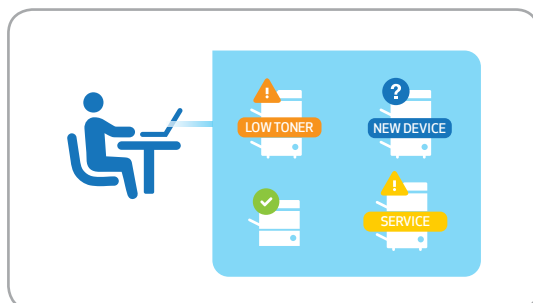 !
LOW TONER
?
NEW DEVICE
!
SERVICE